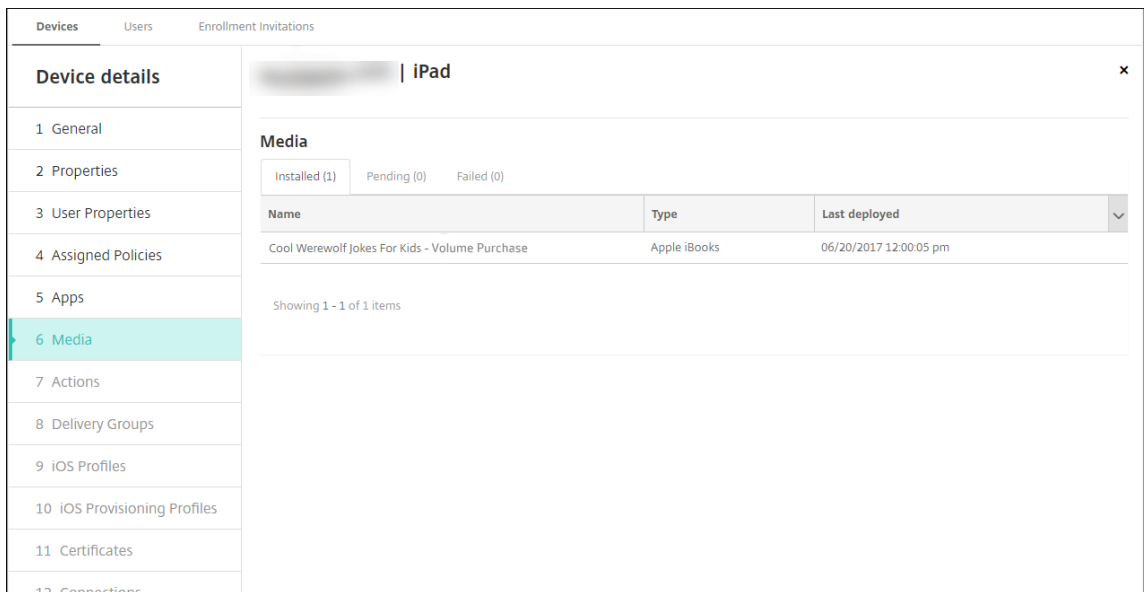 Devices Users Enrollment Invitations
Device details
| iPad
×
1 General
2 Properties
3 User Properties
4 Assigned Policies
5 Apps
6 Media
7 Actions
8 Delivery Groups
9 iOS Profiles
10 iOS Provisioning Profiles
11 Certificates
12 Connections
Media
Installed (1) Pending (0) Failed (0)
Name Type Last deployed
Cool Werewolf Jokes For Kids - Volume Purchase Apple iBooks 06/20/2017 12:00:05 pm
Showing 1 - 1 of 1 items